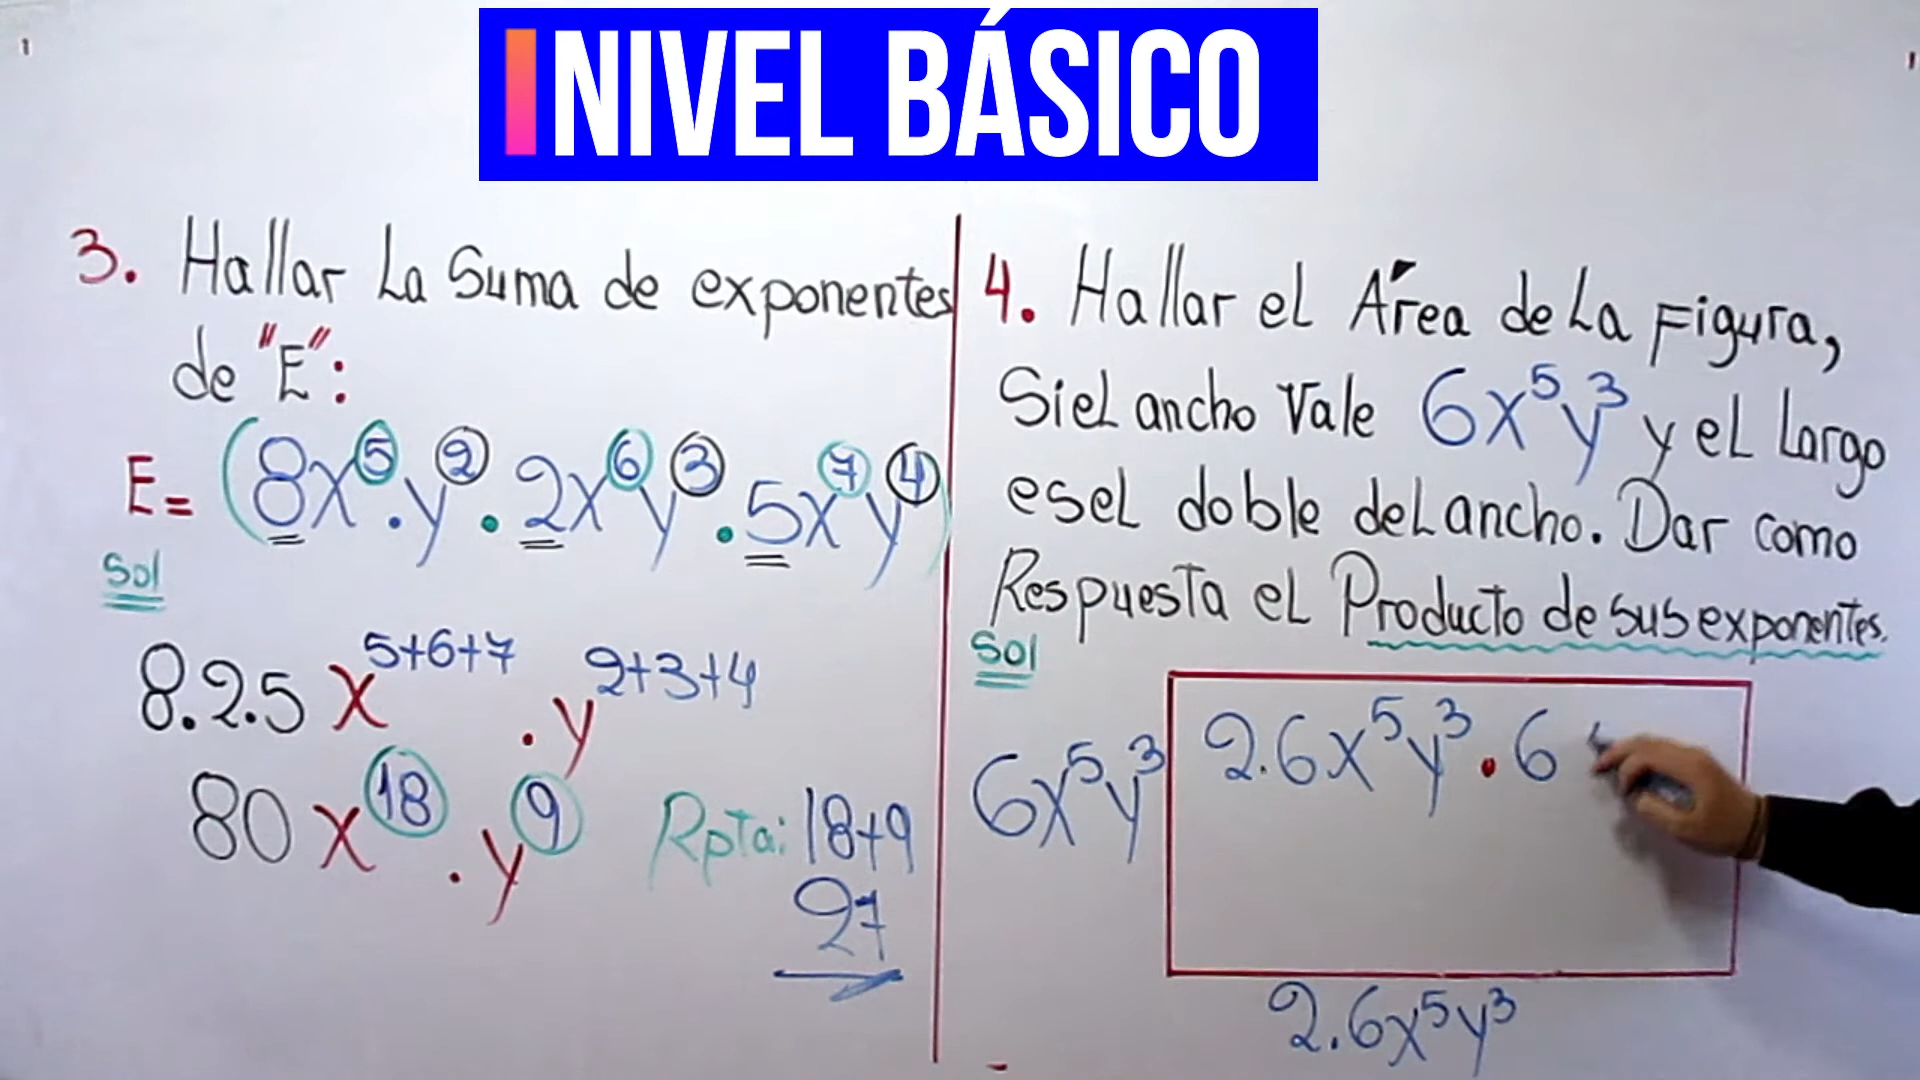 NIVEL BÁSICO
3. Hallar La Suma de exponentes
de "E":
E= (8x⁵.y².2x⁶y³.5x⁷y⁴)
Sol
8.2.5 x⁵⁺⁶⁺⁷ .y²⁺³⁺⁴
80 x¹⁸ .y⁹
Rpta: 18+9
27
4. Hallar el Área de La Figura,
Si el ancho Vale 6x⁵y³ y el Largo
es el doble del ancho. Dar como
Respuesta el Producto de sus exponentes.
Sol
2.6x⁵y³.6
6x⁵y³
2.6x⁵y³